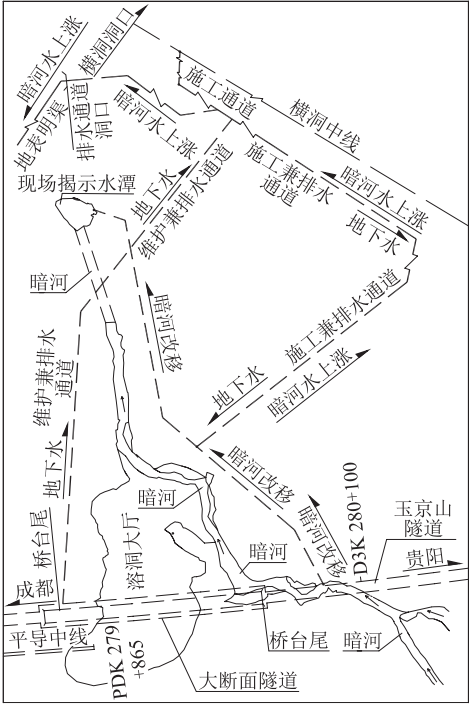 暗河水上涨
横洞洞口
地表明渠
排水通道
洞口
暗河水上涨
施工通道
横洞中线
施工兼排水
通道
暗河水上涨
地下水
现场揭示水潭
地下水
维护兼排水通道
暗河
暗河改移
施工兼排水通道
地下水
暗河水上涨
维护兼排水
通道
地下水
暗河改移
暗河改移
D3K 280+100
玉京山
隧道
贵阳
暗河
溶洞大厅
暗河
桥台尾
成都
平导中线
PDK 279
+865
桥台尾
暗河
大断面隧道